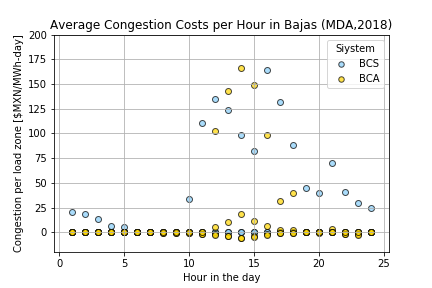 Average Congestion Costs per Hour in Bajas (MDA,2018)
Congestion per load zone [$MXN/MWh-day]
200
175
150
125
100
75
50
25
0
Siystem
BCS
BCA
0
5
10
15
20
25
Hour in the day